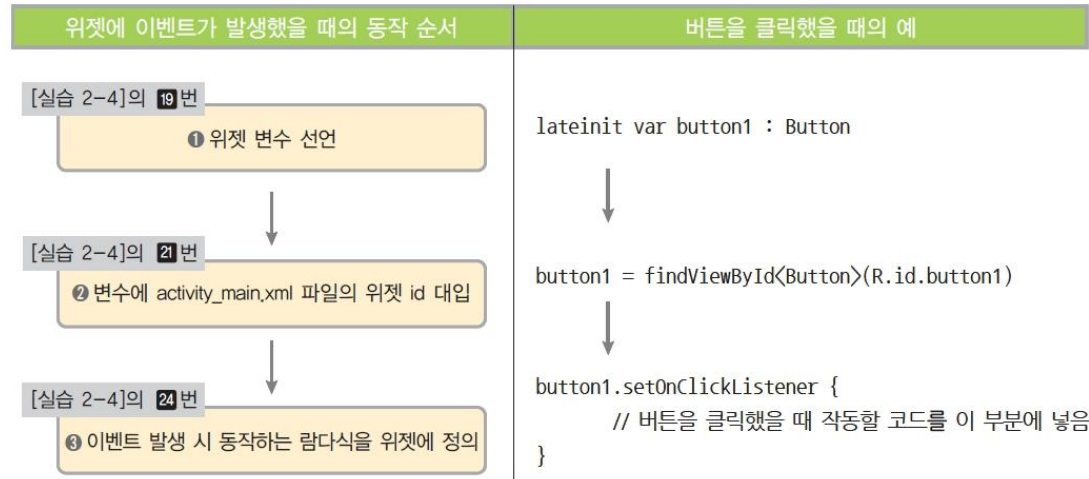 위젯에 이벤트가 발생했을 때의 동작 순서
버튼을 클릭했을 때의 예
[실습 2-4]의 19번
❶ 위젯 변수 선언
lateinit var button1 : Button
[실습 2-4]의 21번
❷ 변수에 activity_main.xml 파일의 위젯 id 대입
button1 = findViewById<Button>(R.id.button1)
[실습 2-4]의 24번
❸ 이벤트 발생 시 동작하는 람다식을 위젯에 정의
button1.setOnClickListener {
// 버튼을 클릭했을 때 작동할 코드를 이 부분에 넣음
}